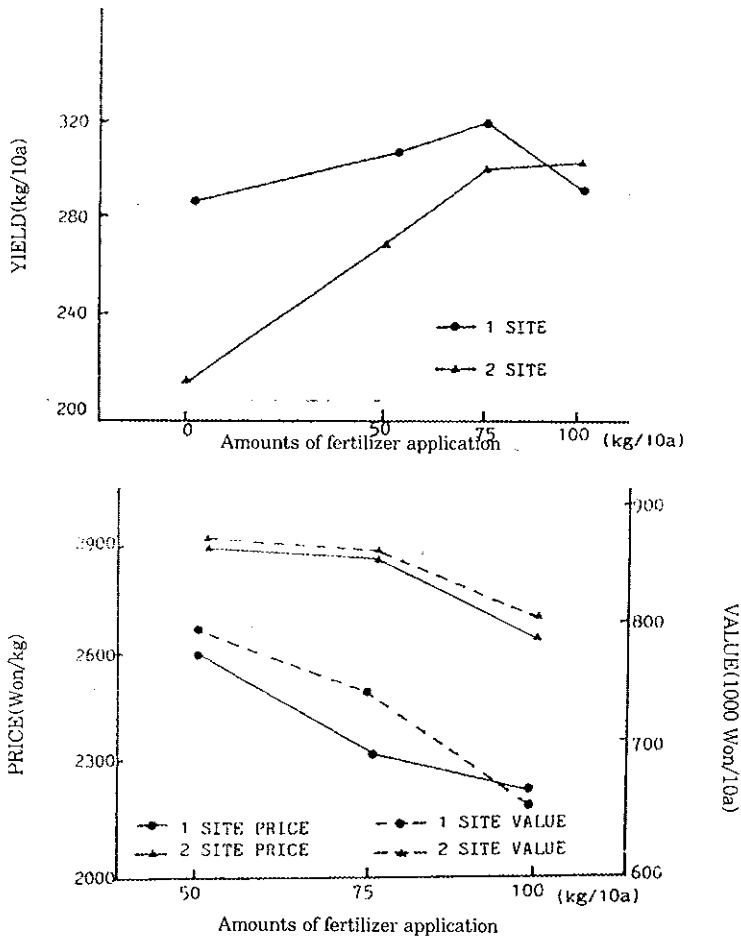 320
280
240
200
YIELD(kg/10a)
1 SITE
2 SITE
0
50
75
100
(kg/10a)
Amounts of fertilizer application
2900
2600
2300
2000
PRICE(Won/kg)
900
800
700
600
VALUE(1000 Won/10a)
1 SITE PRICE
1 SITE VALUE
2 SITE PRICE
2 SITE VALUE
50
75
100
(kg/10a)
Amounts of fertilizer application